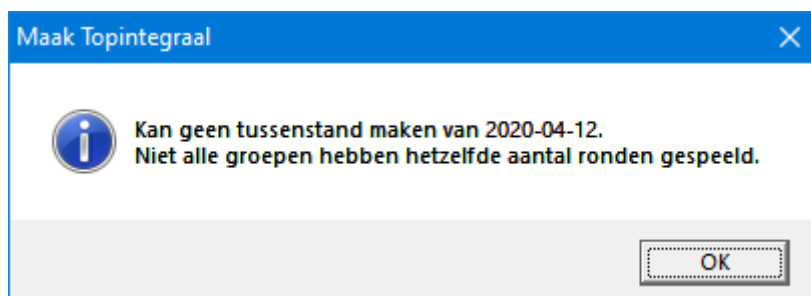 Maak Topintegraal
Kan geen tussenstand maken van 2020-04-12.
Niet alle groepen hebben hetzelfde aantal ronden gespeeld.
OK